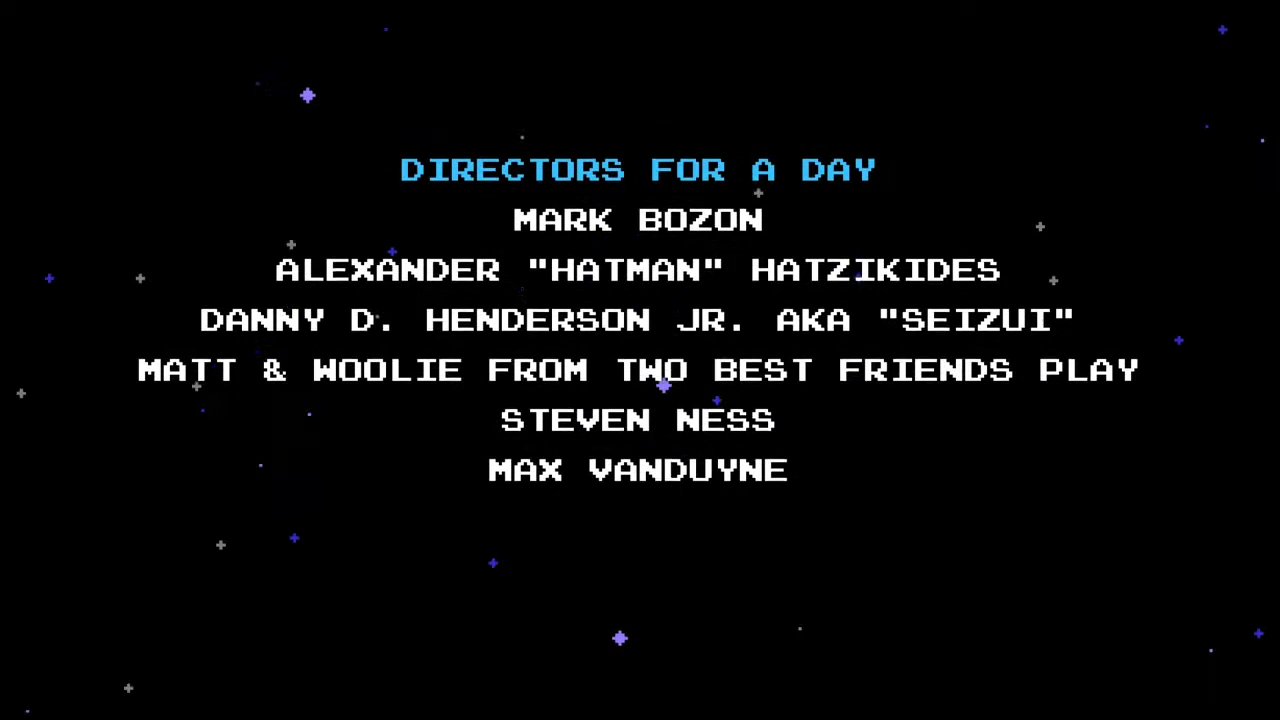 DIRECTORS FOR A DAY
MARK BOZON
ALEXANDER "HATMAN" HATZIKIDES
DANNY D. HENDERSON JR. AKA "SEIZUI"
MATT & WOOLIE FROM TWO BEST FRIENDS PLAY
STEVEN NESS
MAX VANDUYNE